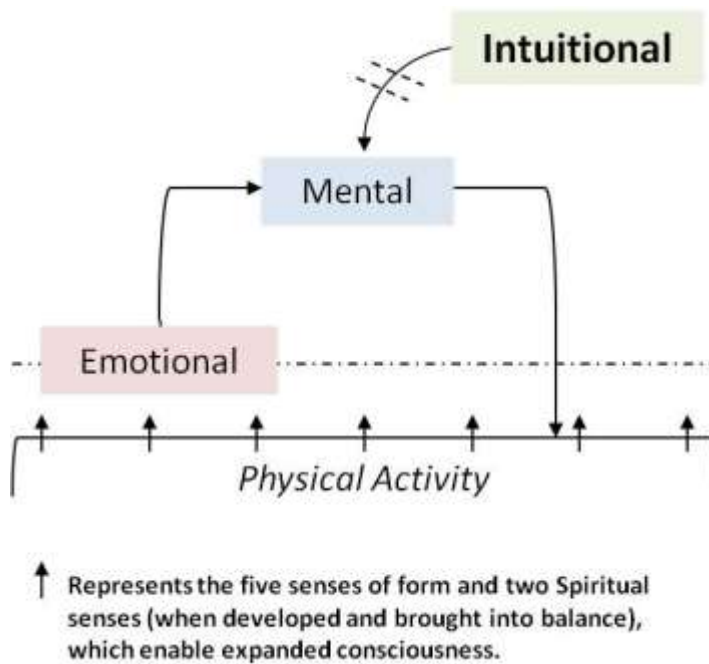 Intuitional
Mental
Emotional
Physical Activity
Represents the five senses of form and two Spiritual
senses (when developed and brought into balance),
which enable expanded consciousness.